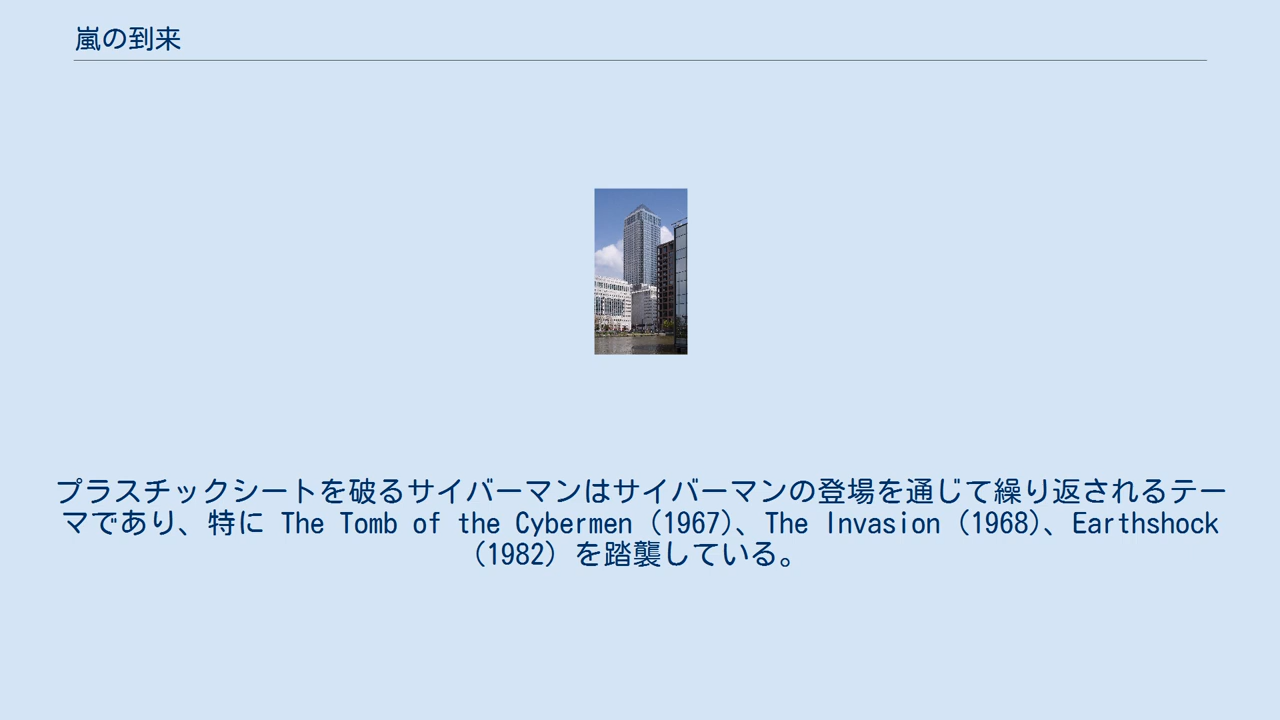 嵐の到来
プラスチックシートを破るサイバーマンはサイバーマンの登場を通じて繰り返されるテー
マであり、特に The Tomb of the Cybermen (1967)、The Invasion (1968)、Earthshock
(1982) を踏襲している。